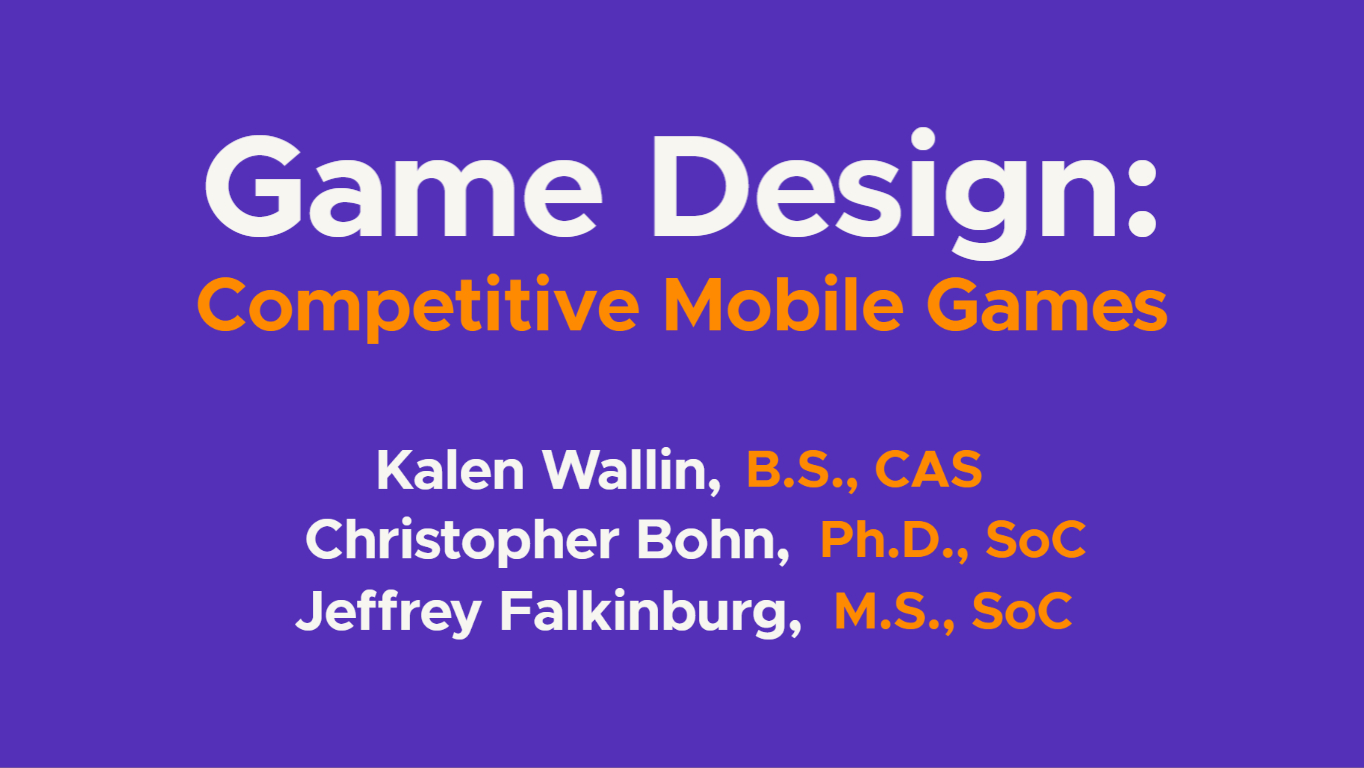 Game Design:
Competitive Mobile Games
Kalen Wallin, B.S., CAS
Christopher Bohn, Ph.D., SoC
Jeffrey Falkinburg, M.S., SoC